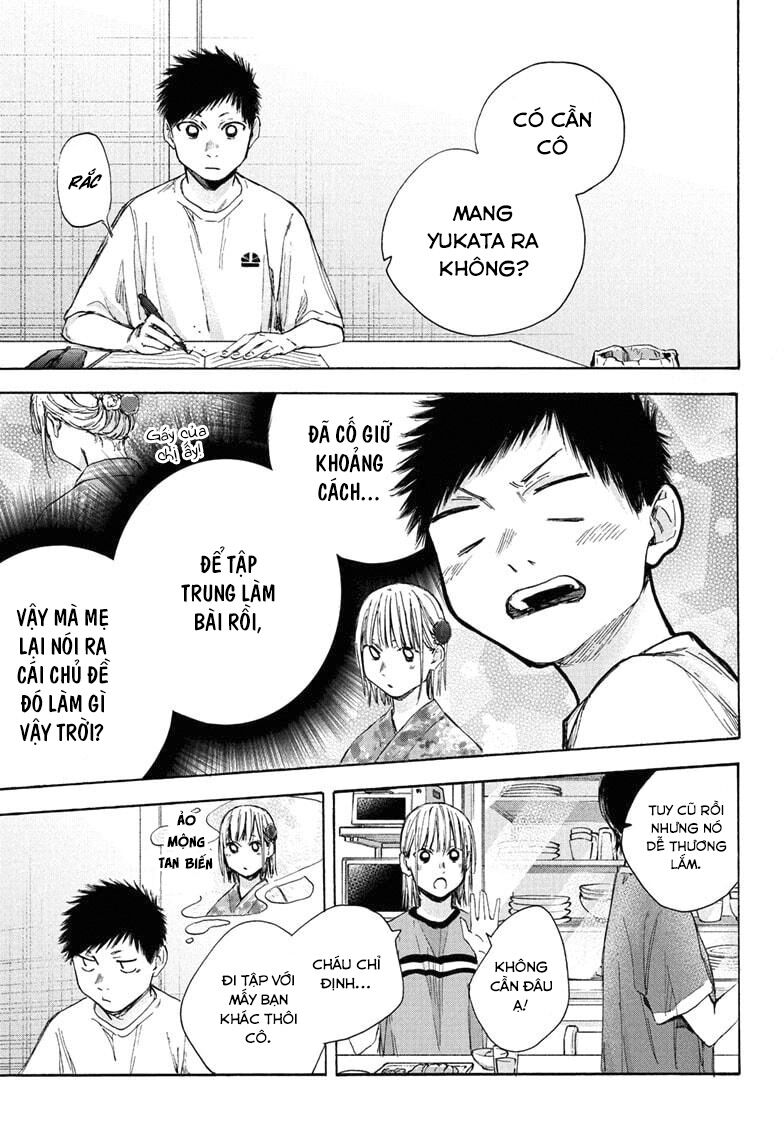 CÓ CẦN
CÔ
MANG
YUKATA RA
KHÔNG?
RẮC
ĐÃ CỐ GIỮ
KHOẢNG
CÁCH...
Gáy của
chị ấy!
ĐỂ TẬP
TRUNG LÀM
BÀI RỒI,
VẬY MÀ MẸ
LẠI NÓI RA
CÁI CHỦ ĐỀ
ĐÓ LÀM GÌ
VẬY TRỜI?
TUY CŨ RỒI
NHƯNG NÓ
DỄ THƯƠNG
LẮM.
KHÔNG
CẦN ĐÂU
Ạ!
CHÁU CHỈ
ĐỊNH...
ĐI TẬP VỚI
MẤY BẠN
KHÁC THÔI
CÔ.
ẢO
MỘNG
TAN BIẾN